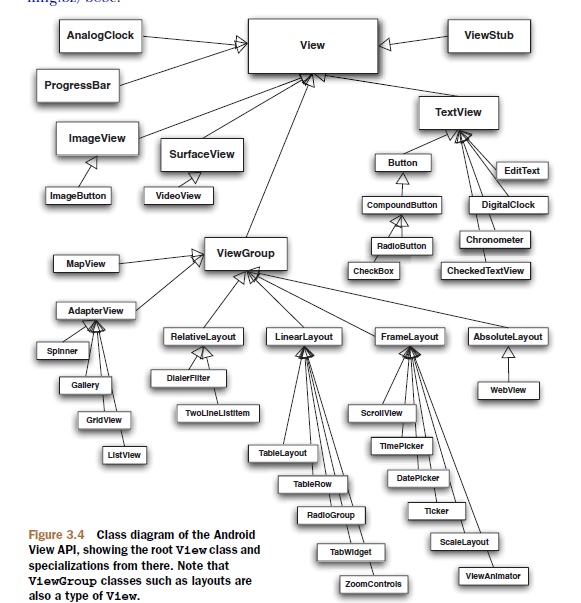 AnalogClock
View
ViewStub
ProgressBar
TextView
ImageView
SurfaceView
Button
EditText
ImageButton
VideoView
CompoundButton
DigitalClock
RadioButton
Chronometer
MapView
ViewGroup
CheckBox
CheckedTextView
AdapterView
RelativeLayout
LinearLayout
FrameLayout
AbsoluteLayout
Spinner
DialerFilter
Gallery
WebView
GridView
TwoLineListItem
ScrollView
ListView
TableLayout
TimePicker
TableRow
DatePicker
RadioGroup
Ticker
Figure 3.4 Class diagram of the Android
View API, showing the root View class and
specializations from there. Note that
ViewGroup classes such as layouts are
also a type of View.
TabWidget
ScaleLayout
ZoomControls
ViewAnimator